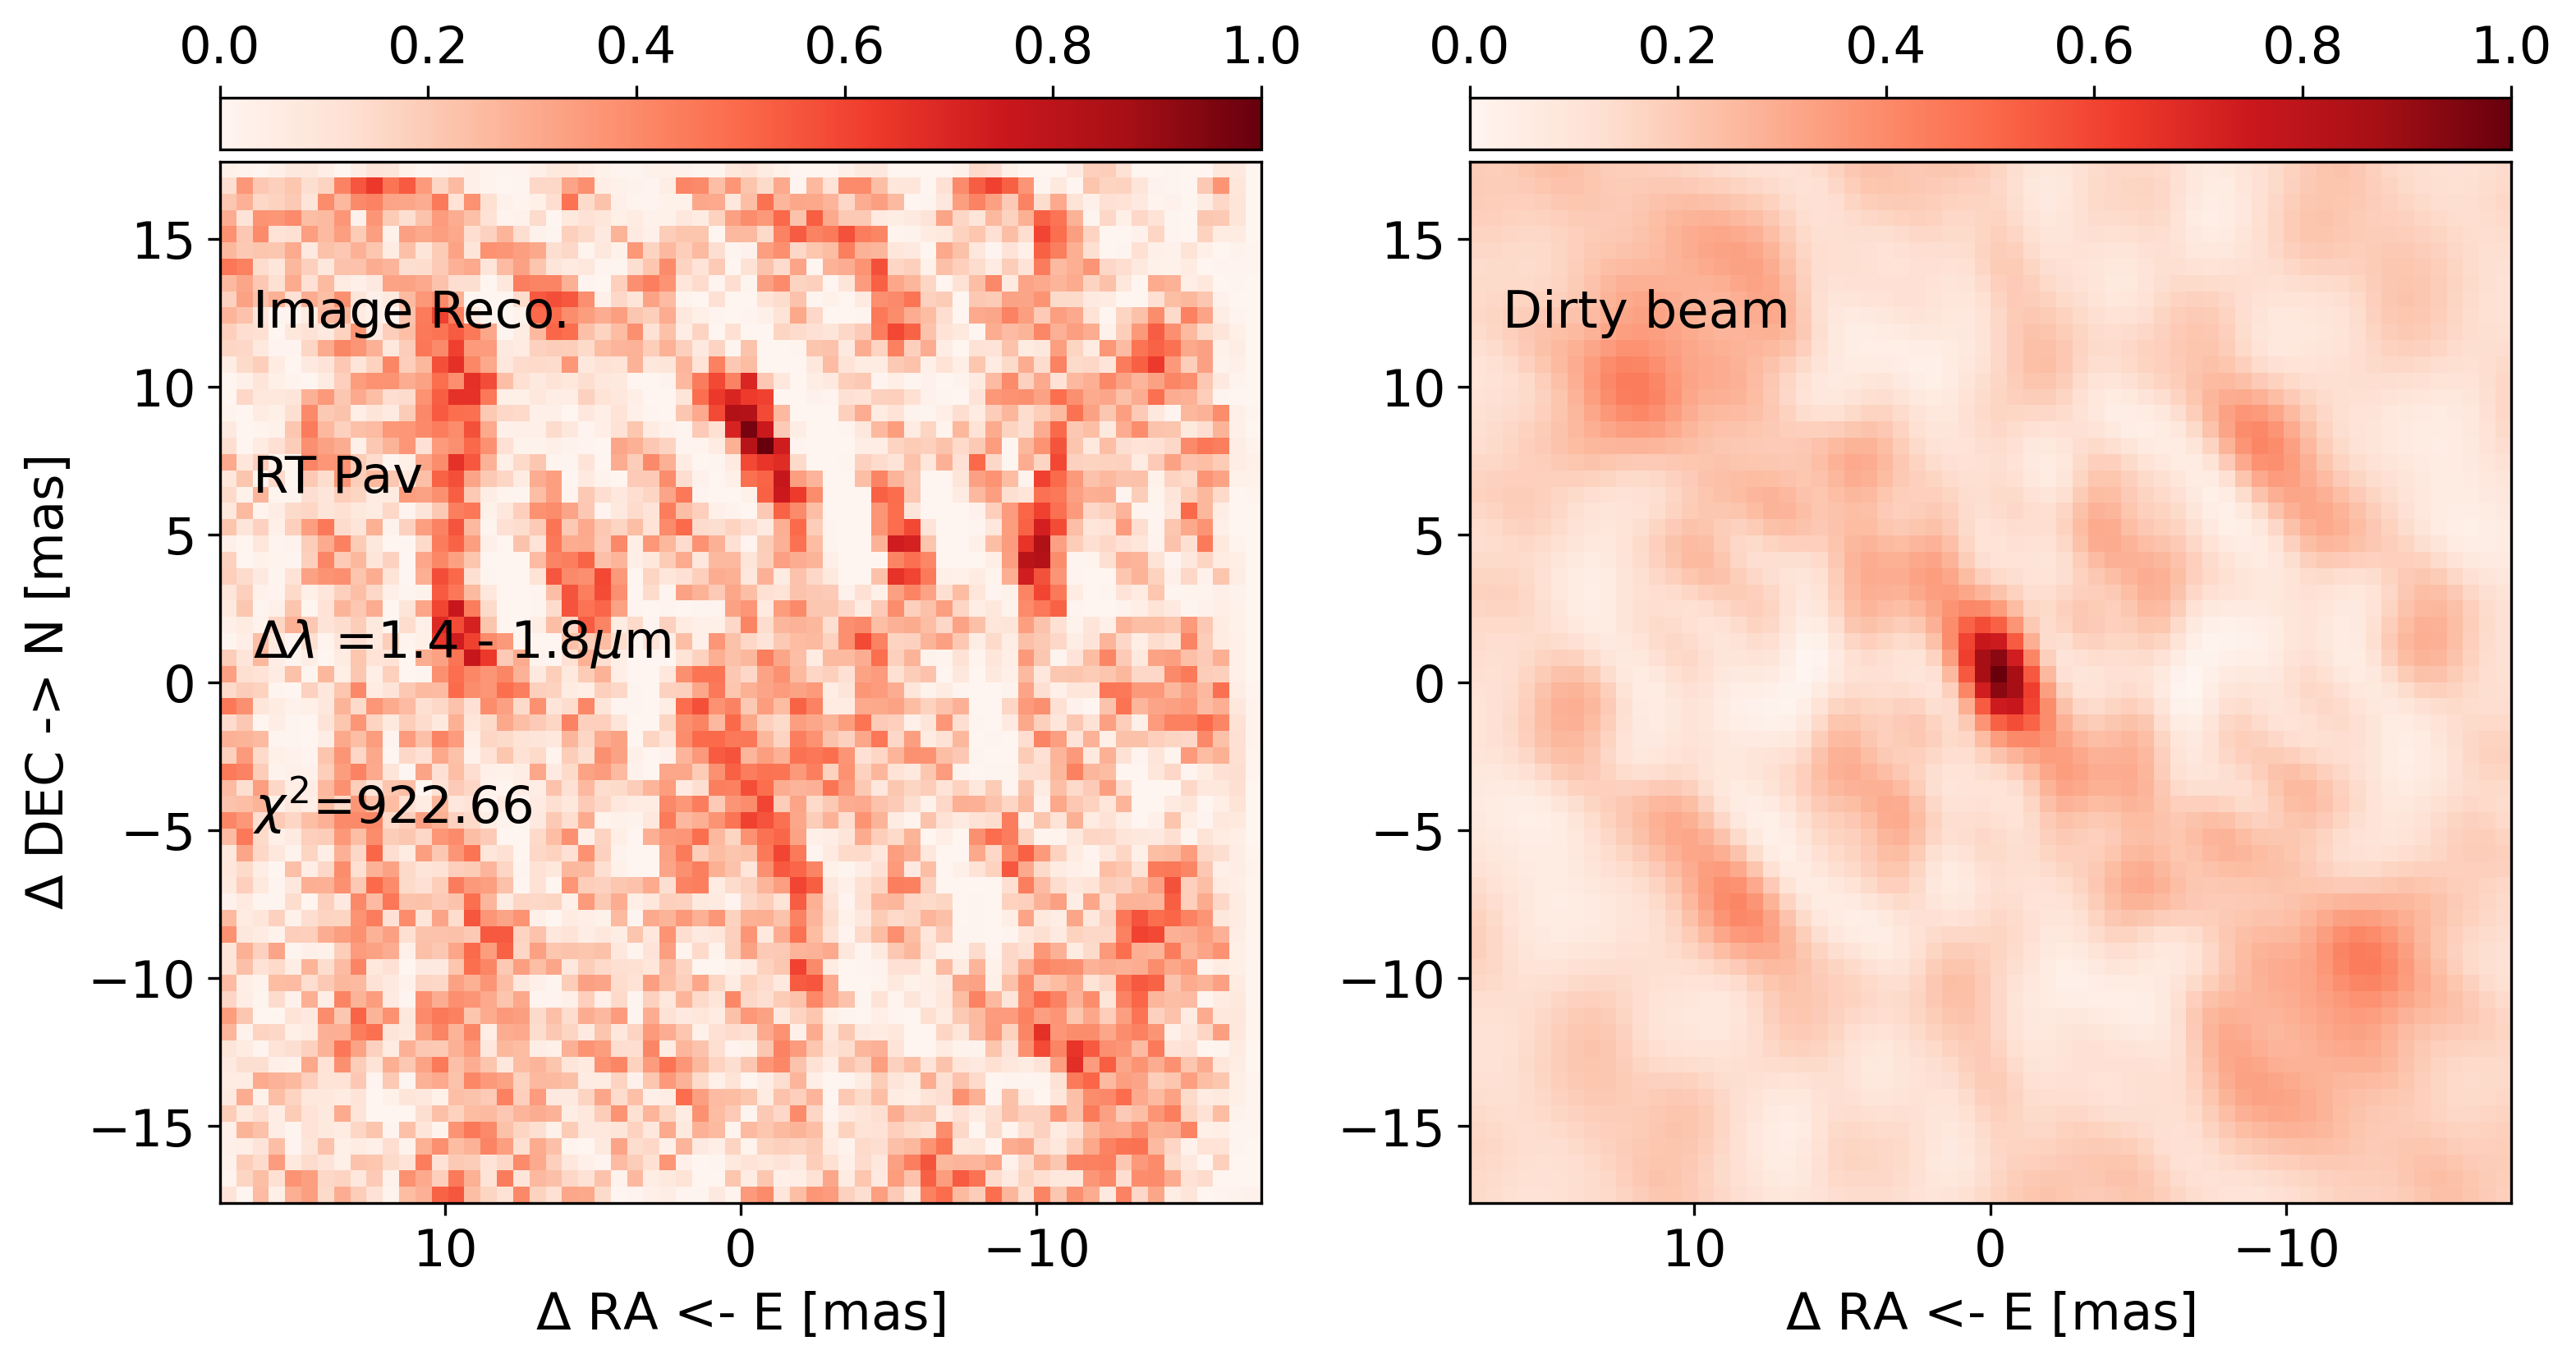 0.0 0.2 0.4 0.6 0.8 1.0
0.0 0.2 0.4 0.6 0.8 1.0
Δ DEC -> N [mas]
15
10
5
0
−5
−10
−15
Image Reco.
RT Pav
Δλ =1.4 - 1.8μm
χ²=922.66
10 0 −10
Δ RA <- E [mas]
15
10
5
0
−5
−10
−15
Dirty beam
10 0 −10
Δ RA <- E [mas]